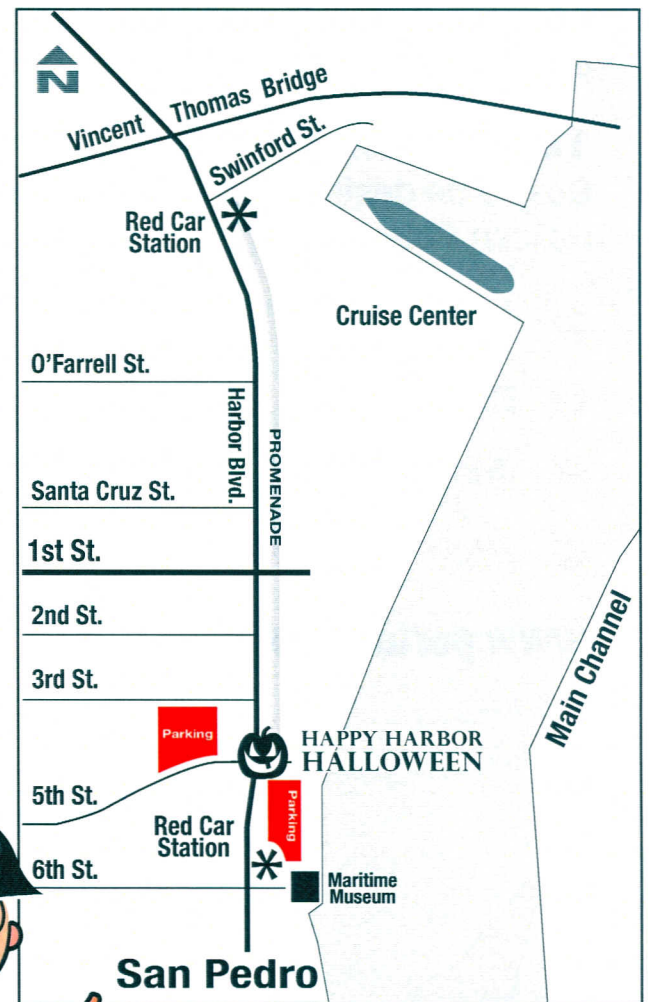 N
Vincent Thomas Bridge
Swinford St.
Red Car
Station
Cruise Center
O'Farrell St.
Harbor Blvd.
PROMENADE
Santa Cruz St.
1st St.
2nd St.
3rd St.
Main Channel
Parking
HAPPY HARBOR
HALLOWEEN
5th St.
Parking
Red Car
Station
6th St.
Maritime
Museum
San Pedro